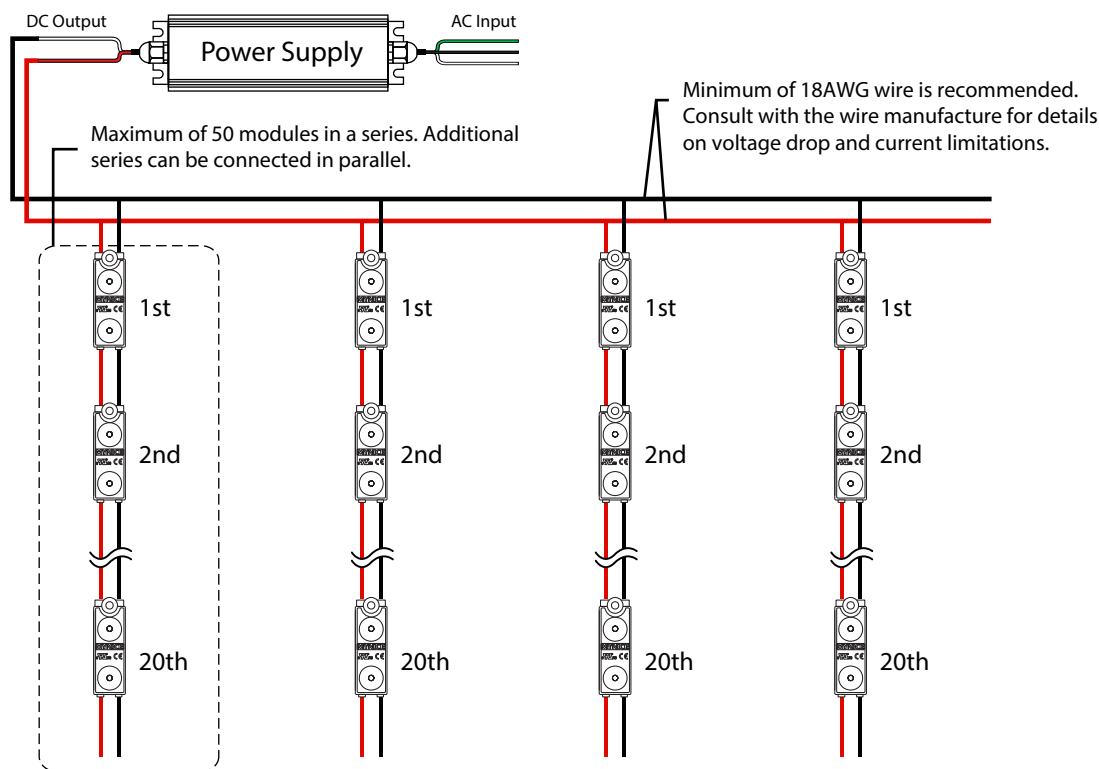 DC Output
AC Input
Power Supply
Minimum of 18AWG wire is recommended.
Consult with the wire manufacture for details
on voltage drop and current limitations.
Maximum of 50 modules in a series. Additional
series can be connected in parallel.
1st
1st
1st
1st
2nd
2nd
2nd
2nd
20th
20th
20th
20th